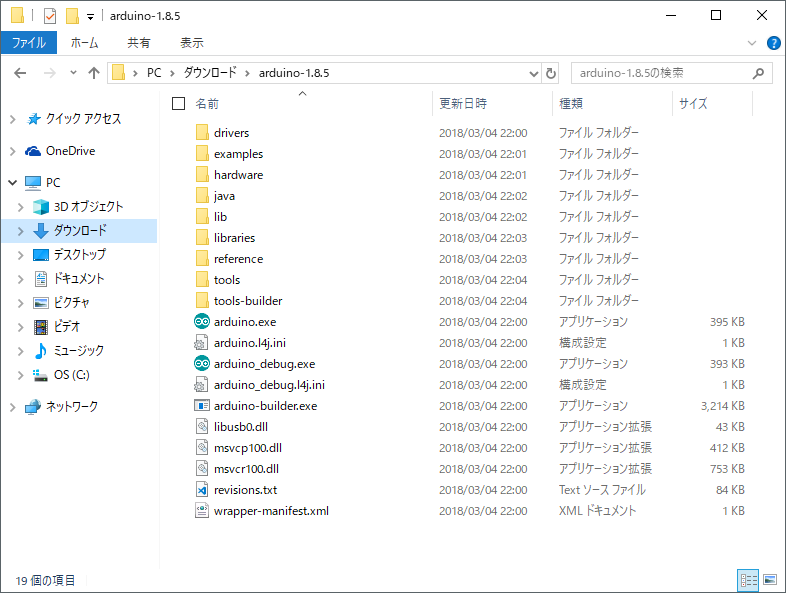 arduino-1.8.5
ファイル ホーム 共有 表示
PC ダウンロード arduino-1.8.5 arduino-1.8.5の検索
名前 更新日時 種類 サイズ
クイック アクセス
OneDrive
PC
3D オブジェクト
ダウンロード
デスクトップ
ドキュメント
ピクチャ
ビデオ
ミュージック
OS (C:)
ネットワーク
drivers 2018/03/04 22:00 ファイル フォルダー
examples 2018/03/04 22:01 ファイル フォルダー
hardware 2018/03/04 22:01 ファイル フォルダー
java 2018/03/04 22:02 ファイル フォルダー
lib 2018/03/04 22:02 ファイル フォルダー
libraries 2018/03/04 22:03 ファイル フォルダー
reference 2018/03/04 22:03 ファイル フォルダー
tools 2018/03/04 22:04 ファイル フォルダー
tools-builder 2018/03/04 22:04 ファイル フォルダー
arduino.exe 2018/03/04 22:00 アプリケーション 395 KB
arduino.l4j.ini 2018/03/04 22:00 構成設定 1 KB
arduino_debug.exe 2018/03/04 22:00 アプリケーション 393 KB
arduino_debug.l4j.ini 2018/03/04 22:00 構成設定 1 KB
arduino-builder.exe 2018/03/04 22:00 アプリケーション 3,214 KB
libusb0.dll 2018/03/04 22:00 アプリケーション拡張 43 KB
msvcp100.dll 2018/03/04 22:00 アプリケーション拡張 412 KB
msvcr100.dll 2018/03/04 22:00 アプリケーション拡張 753 KB
revisions.txt 2018/03/04 22:00 Text ソース ファイル 84 KB
wrapper-manifest.xml 2018/03/04 22:00 XML ドキュメント 1 KB
19 個の項目